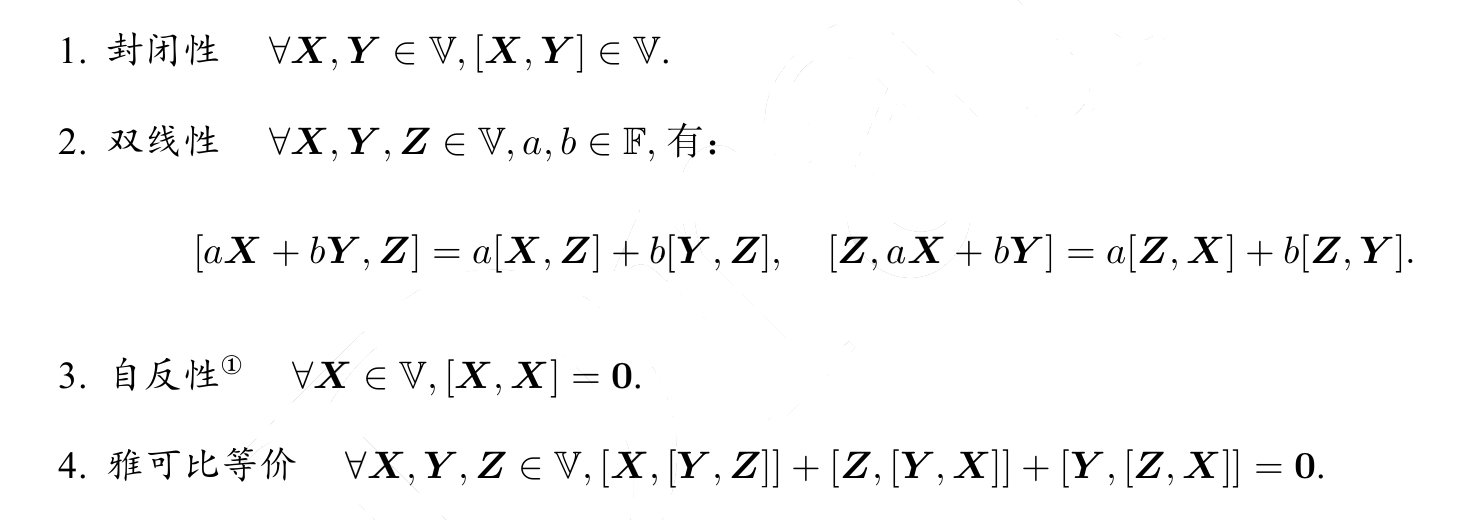 1. 封闭性 ∀X, Y ∈ 𝕍, [X, Y] ∈ 𝕍.
2. 双线性 ∀X, Y, Z ∈ 𝕍, a, b ∈ 𝔽, 有：
[aX + bY, Z] = a[X, Z] + b[Y, Z], [Z, aX + bY] = a[Z, X] + b[Z, Y].
3. 自反性① ∀X ∈ 𝕍, [X, X] = 0.
4. 雅可比等价 ∀X, Y, Z ∈ 𝕍, [X, [Y, Z]] + [Z, [Y, X]] + [Y, [Z, X]] = 0.